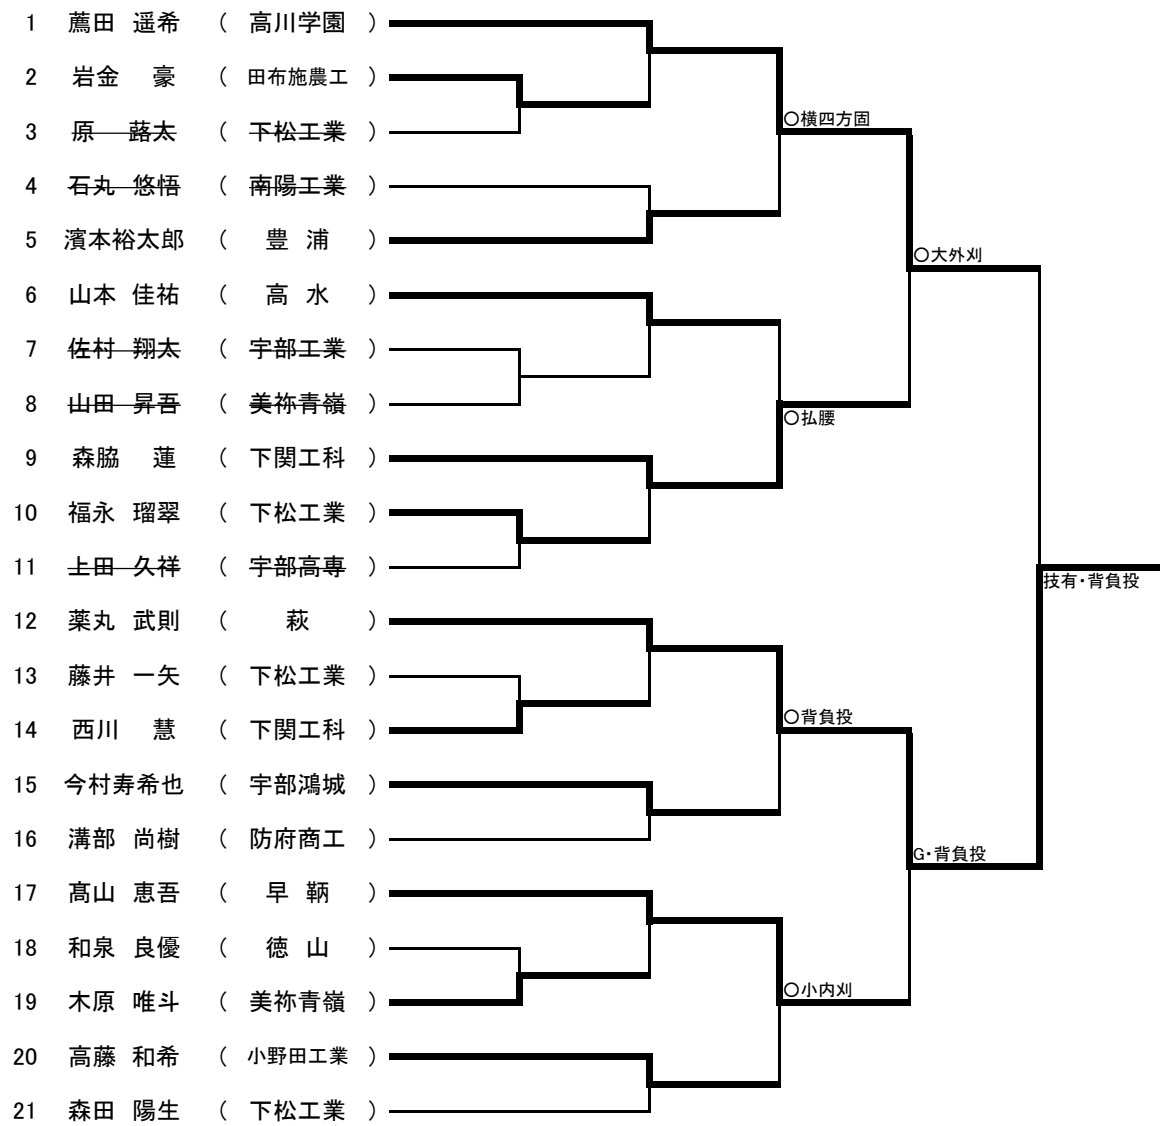 1 薦田 遥希 ( 高川学園 )
2 岩金 豪 ( 田布施農工 )
3 原 蕗太 ( 下松工業 )
〇横四方固
4 石丸 悠悟 ( 南陽工業 )
5 濱本裕太郎 ( 豊 浦 )
〇大外刈
6 山本 佳祐 ( 高 水 )
7 佐村 翔太 ( 宇部工業 )
8 山田 昇吾 ( 美祢青嶺 )
〇払腰
9 森脇 蓮 ( 下関工科 )
10 福永 瑠翠 ( 下松工業 )
11 上田 久祥 ( 宇部高専 )
技有・背負投
12 薬丸 武則 ( 萩 )
13 藤井 一矢 ( 下松工業 )
14 西川 慧 ( 下関工科 )
〇背負投
15 今村寿希也 ( 宇部鴻城 )
16 溝部 尚樹 ( 防府商工 )
G・背負投
17 髙山 恵吾 ( 早 鞆 )
18 和泉 良優 ( 徳 山 )
19 木原 唯斗 ( 美祢青嶺 )
〇小内刈
20 高藤 和希 ( 小野田工業 )
21 森田 陽生 ( 下松工業 )